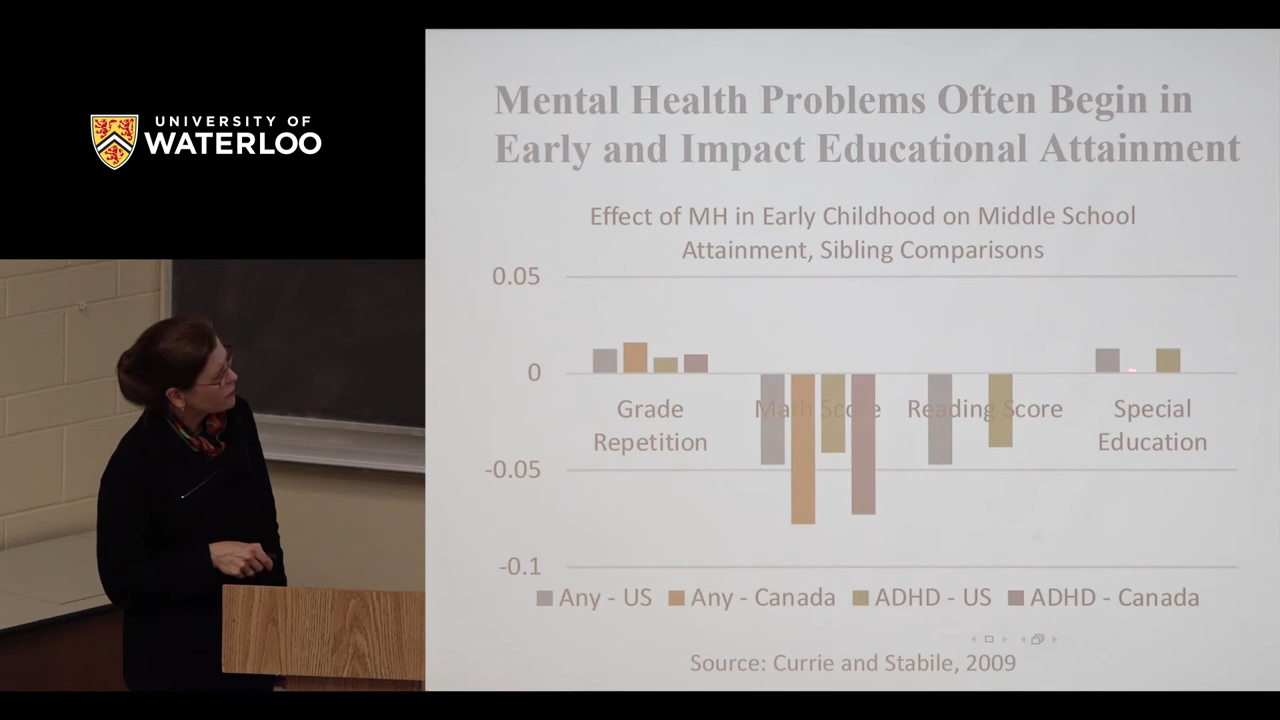 UNIVERSITY OF
WATERLOO
Mental Health Problems Often Begin in
Early and Impact Educational Attainment
Effect of MH in Early Childhood on Middle School
Attainment, Sibling Comparisons
0.05
0
Grade Repetition
Math Score
Reading Score
Special Education
-0.05
-0.1
Any - US
Any - Canada
ADHD - US
ADHD - Canada
Source: Currie and Stabile, 2009